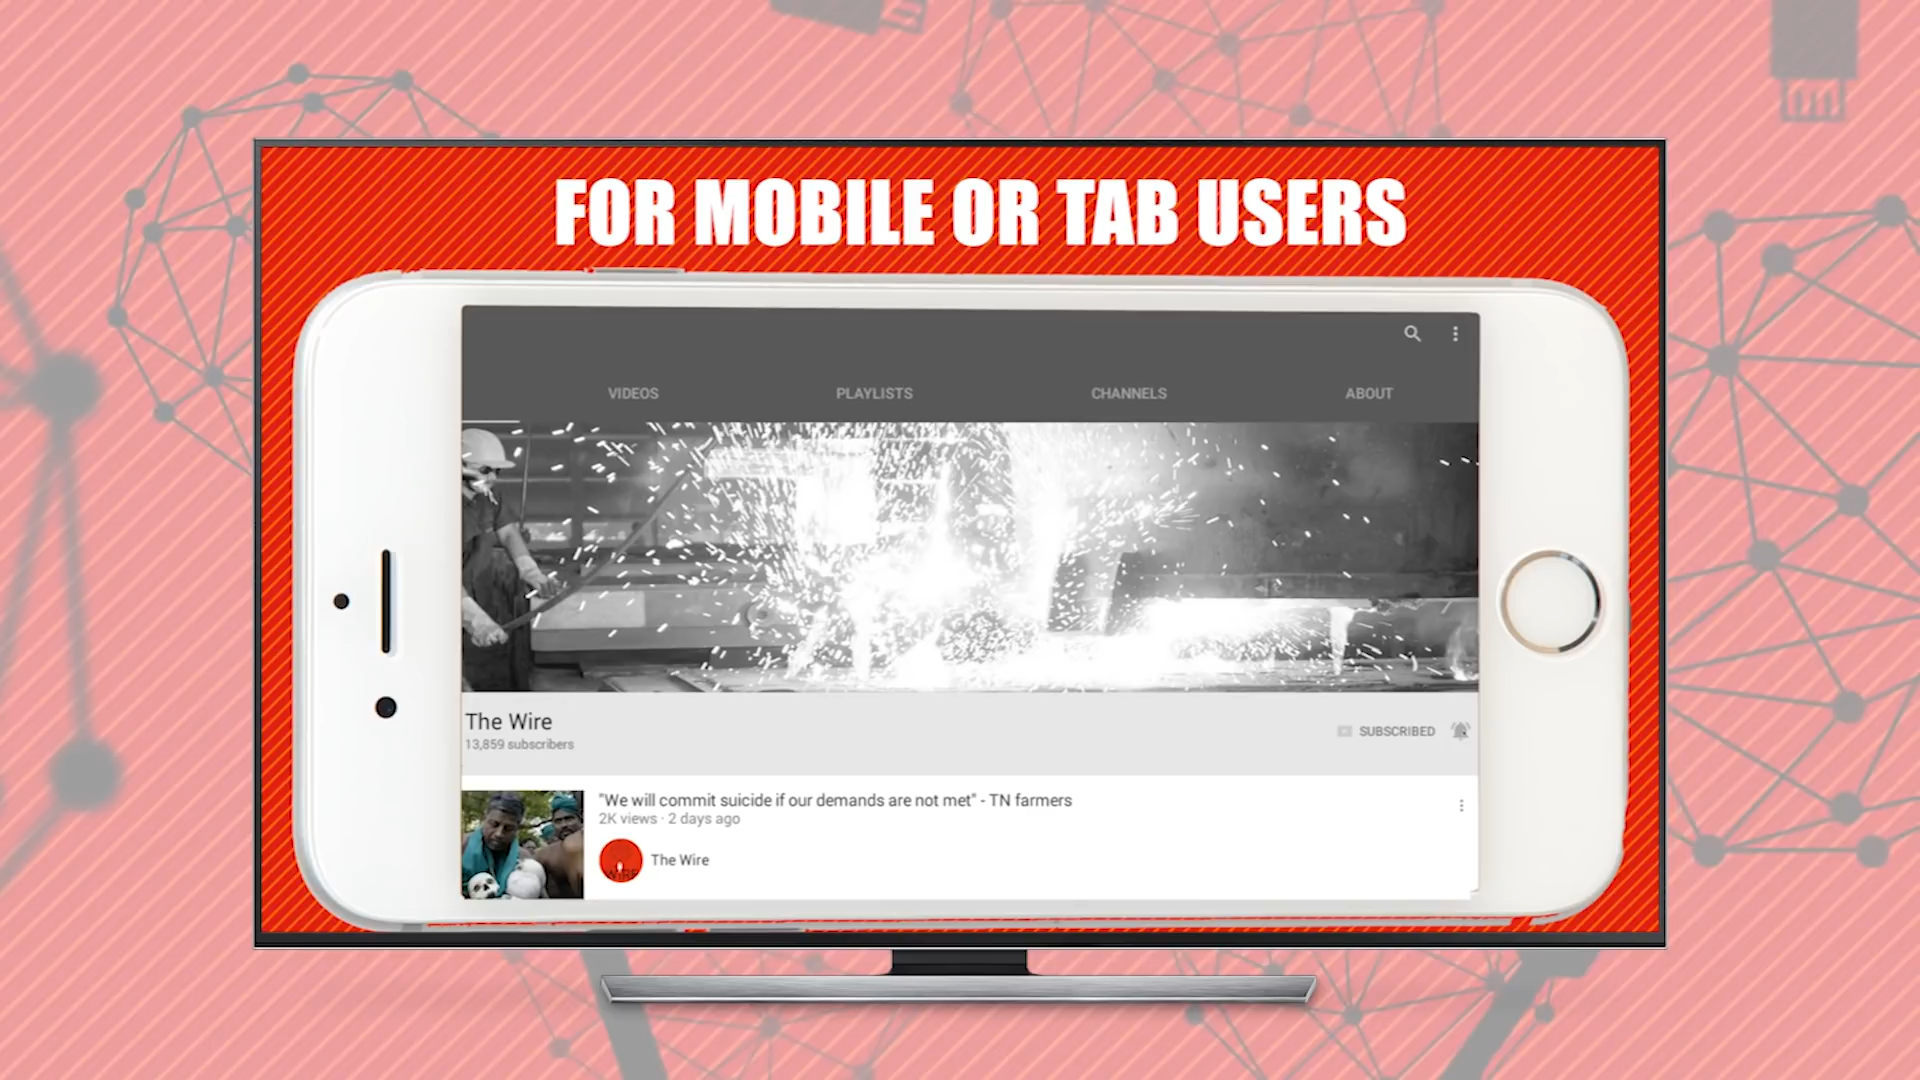 FOR MOBILE OR TAB USERS
VIDEOS PLAYLISTS CHANNELS ABOUT
The Wire
13,859 subscribers
SUBSCRIBED
"We will commit suicide if our demands are not met" - TN farmers
2K views · 2 days ago
WIRE
The Wire